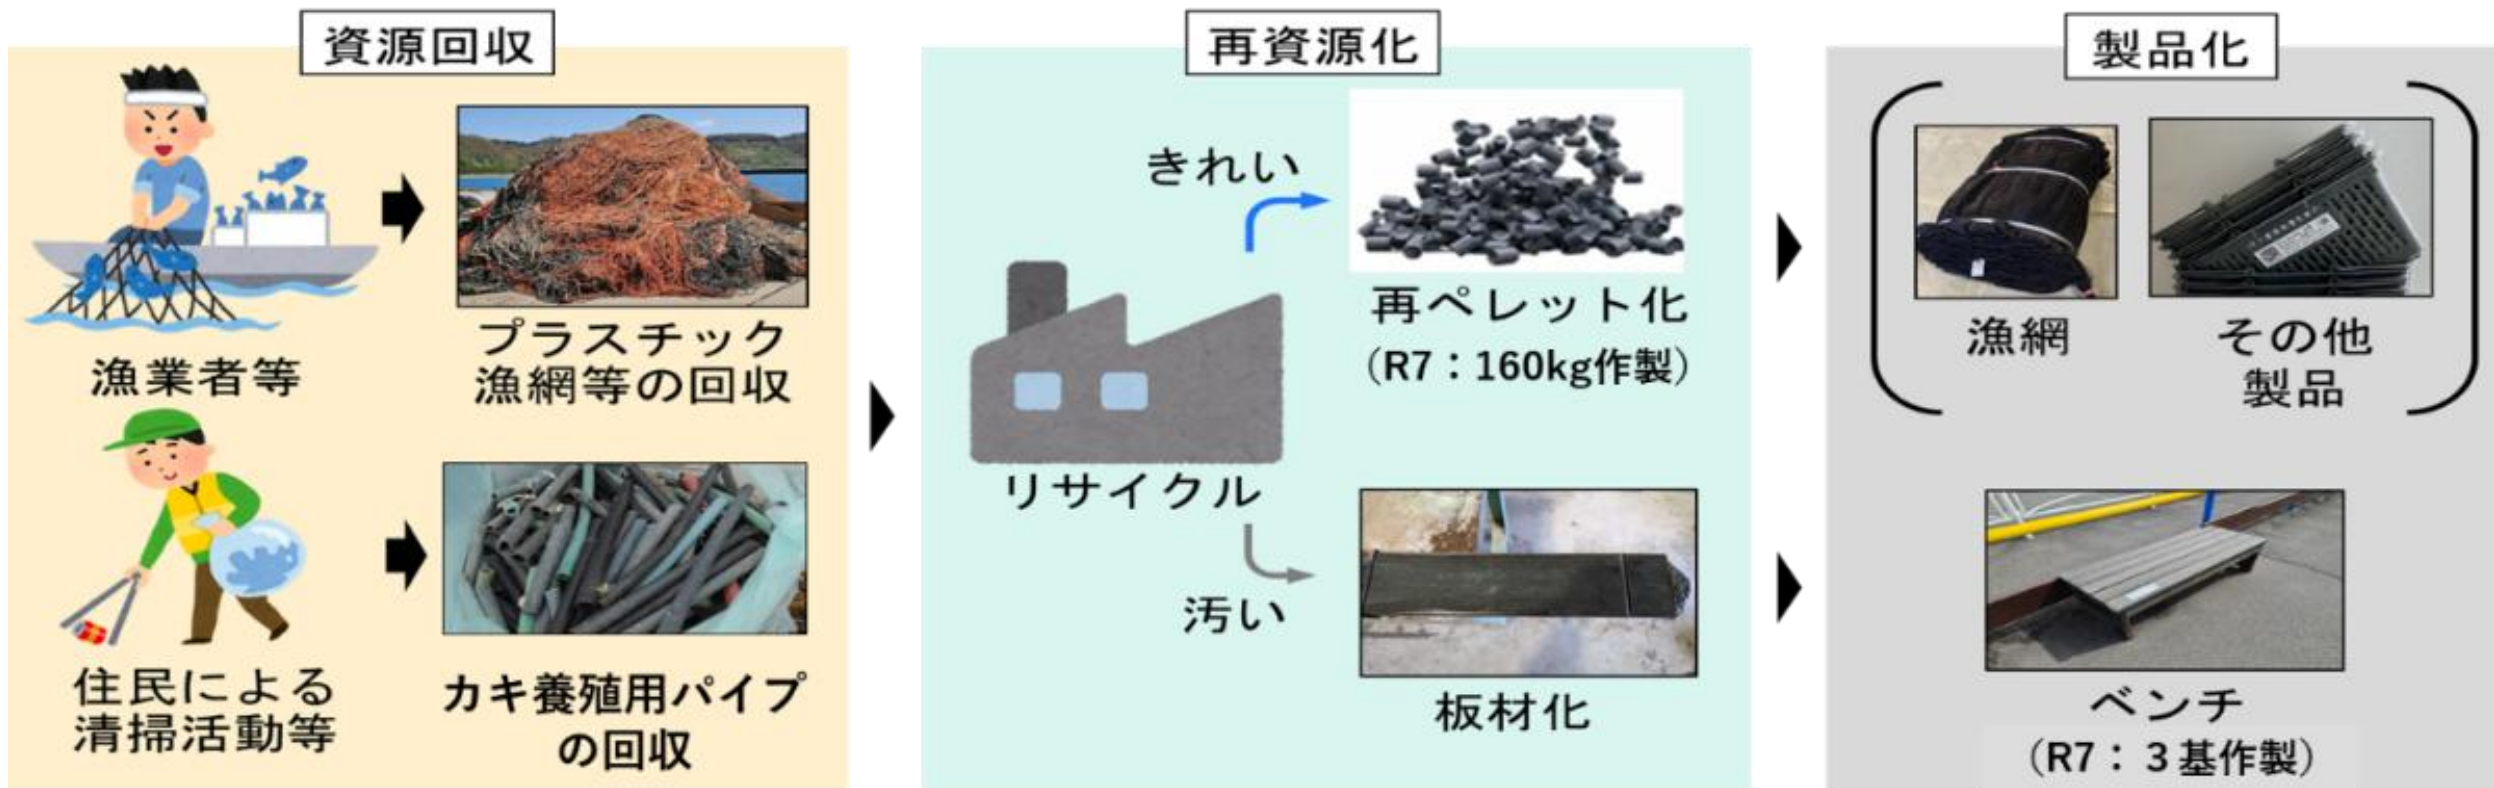 資源回収
漁業者等
プラスチック
漁網等の回収
住民による
清掃活動等
カキ養殖用パイプ
の回収
再資源化
きれい
再ペレット化
（R7：160kg作製）
リサイクル
汚い
板材化
製品化
漁網
その他
製品
ベンチ
（R7：３基作製）